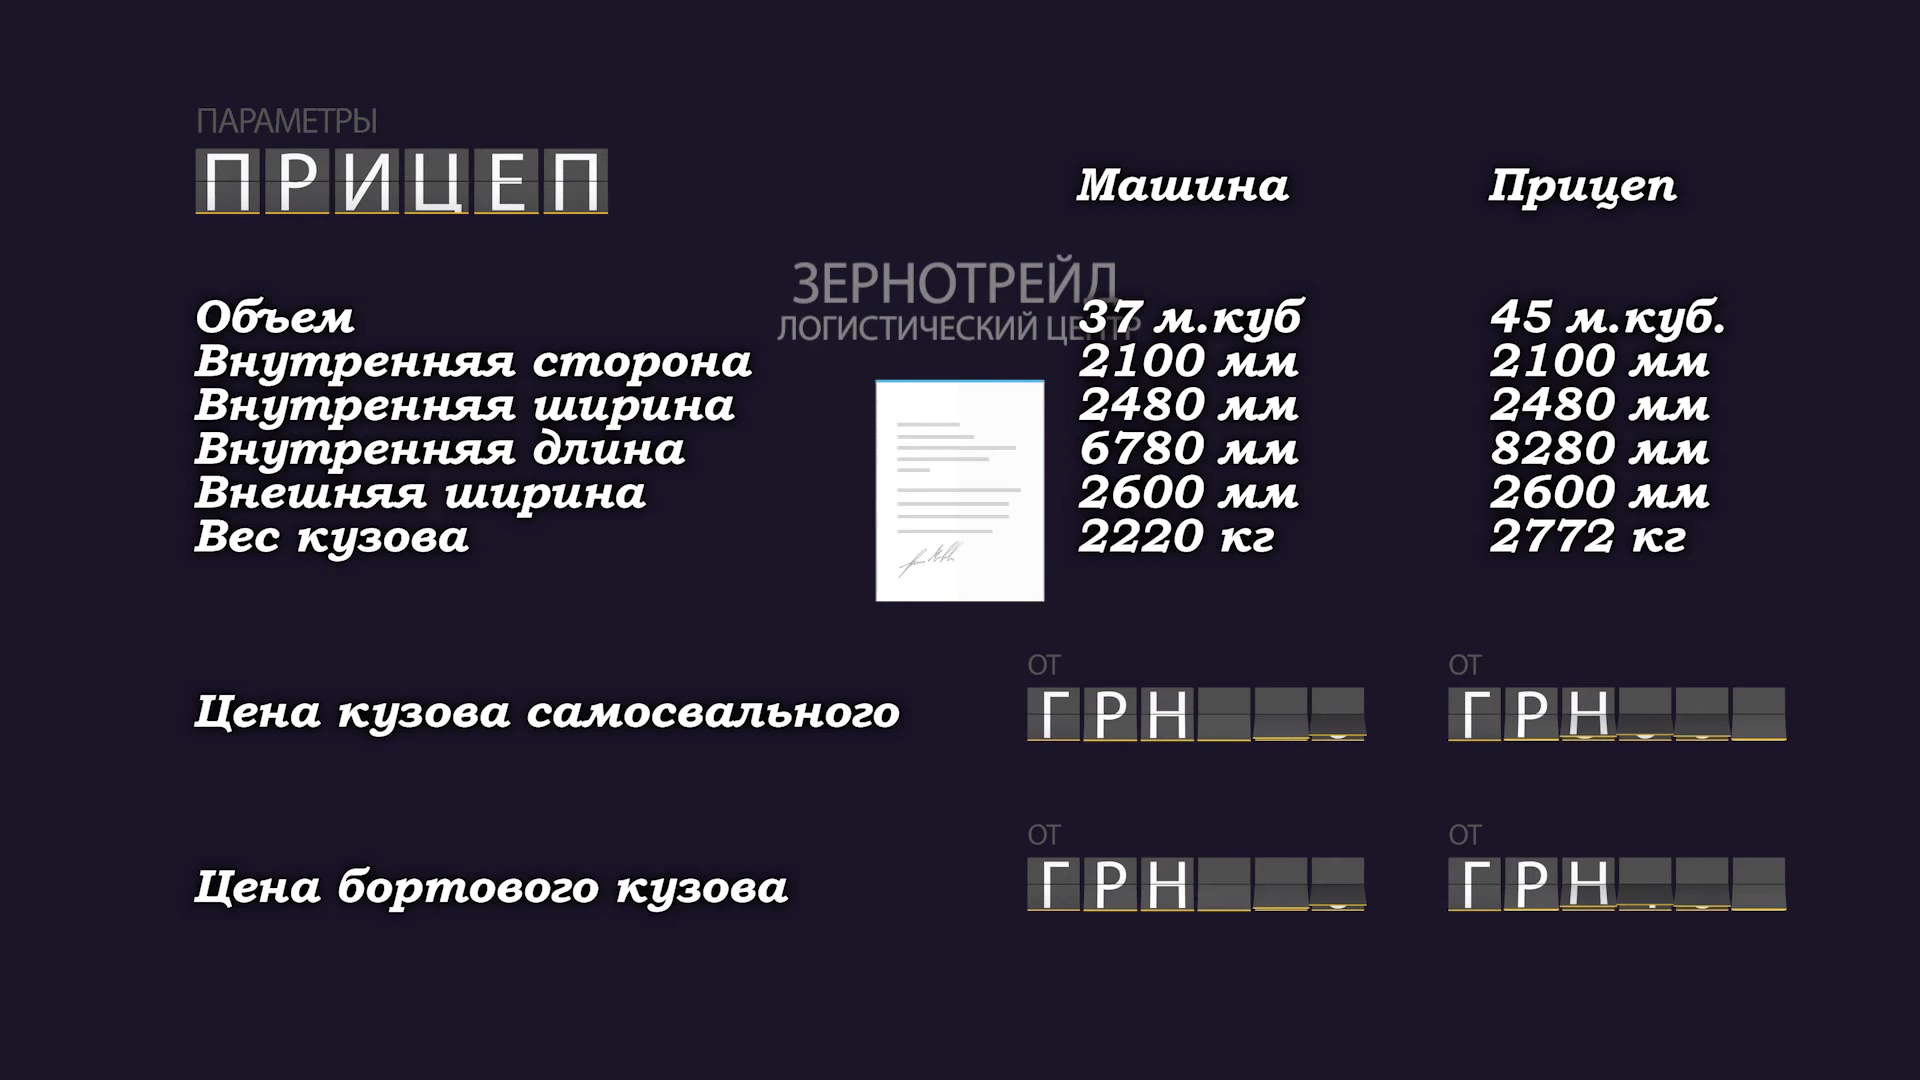 ПАРАМЕТРЫ
ПРИЦЕП
Машина Прицеп
ЗЕРНОТРЕЙД
ЛОГИСТИЧЕСКИЙ ЦЕНТР
Объем 37 м.куб 45 м.куб.
Внутренняя сторона 2100 мм 2100 мм
Внутренняя ширина 2480 мм 2480 мм
Внутренняя длина 6780 мм 8280 мм
Внешняя ширина 2600 мм 2600 мм
Вес кузова 2220 кг 2772 кг
ОТ ОТ
Цена кузова самосвального ГРН ГРН
ОТ ОТ
Цена бортового кузова ГРН ГРН